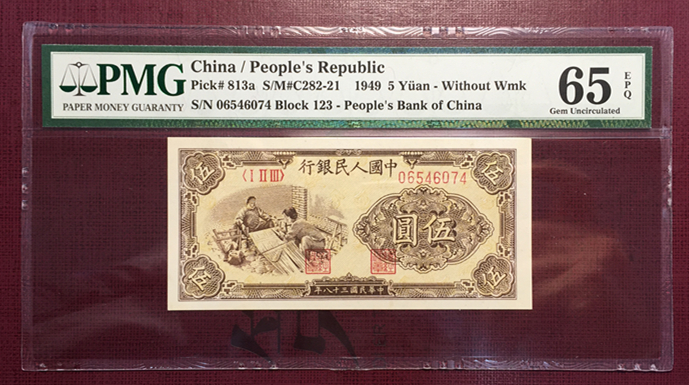 PMG
PAPER MONEY GUARANTY
China / People's Republic
Pick# 813a S/M#C282-21 1949 5 Yüan - Without Wmk
S/N 06546074 Block 123 - People's Bank of China
65 EPQ
Gem Uncirculated
行銀民人國中
〈I II III〉
06546074
伍
伍
圓伍
伍
伍
年八十三國民華中